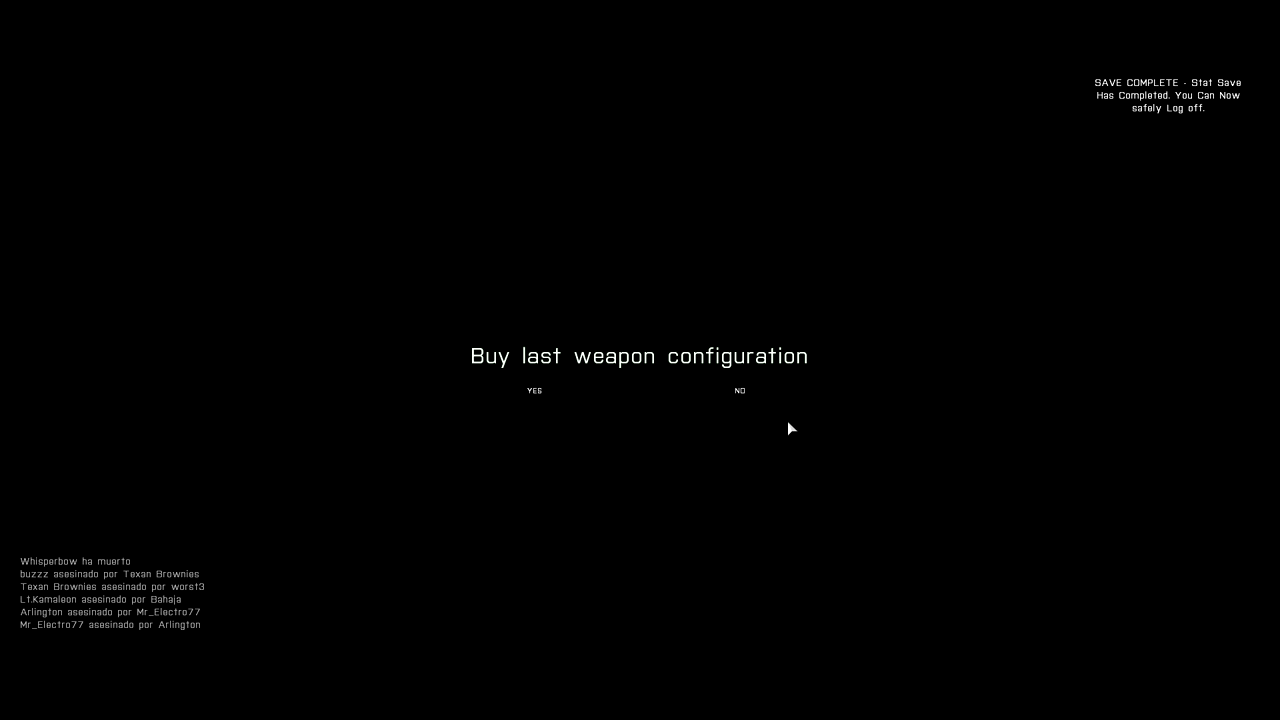 SAVE COMPLETE - Stat Save
Has Completed. You Can Now
safely Log off.
Buy last weapon configuration
YES NO
Whisperbow ha muerto
buzzz asesinado por Texan Brownies
Texan Brownies asesinado por worst3
Lt.Kamaleon asesinado por Bahaja
Arlington asesinado por Mr_Electro77
Mr_Electro77 asesinado por Arlington